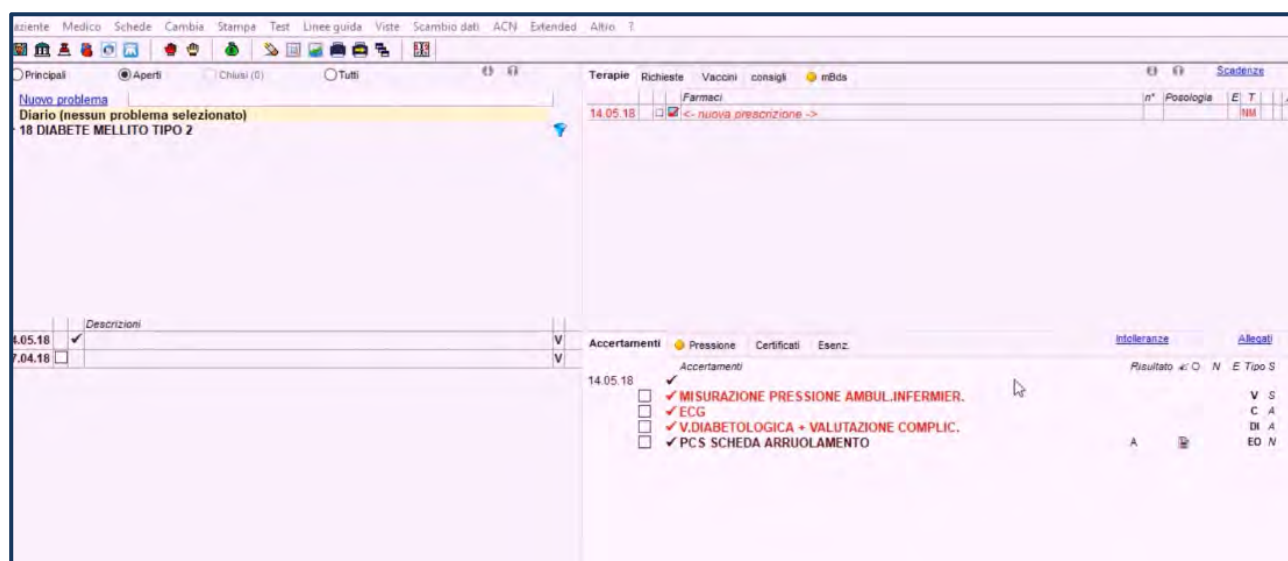 aziente Medico Schede Cambia Stampa Test Linee guida Viste Scambio dati ACN Extended Altro ?
Principali Aperti Chiusi (0) Tutti
Nuovo problema
Diario (nessun problema selezionato)
18 DIABETE MELLITO TIPO 2
Terapie Richieste Vaccini consigli mBds Scadenze
Farmaci n° Posologia E T
14.05.18 <- nuova prescrizione -> NM
Descrizioni
4.05.18 V
7.04.18 V
Accertamenti Pressione Certificati Esenz. Intolleranze Allegati
Accertamenti Risultato O N E Tipo S
14.05.18
MISURAZIONE PRESSIONE AMBUL.INFERMIER. V S
ECG C A
V.DIABETOLOGICA + VALUTAZIONE COMPLIC. DI A
PCS SCHEDA ARRUOLAMENTO A EO N